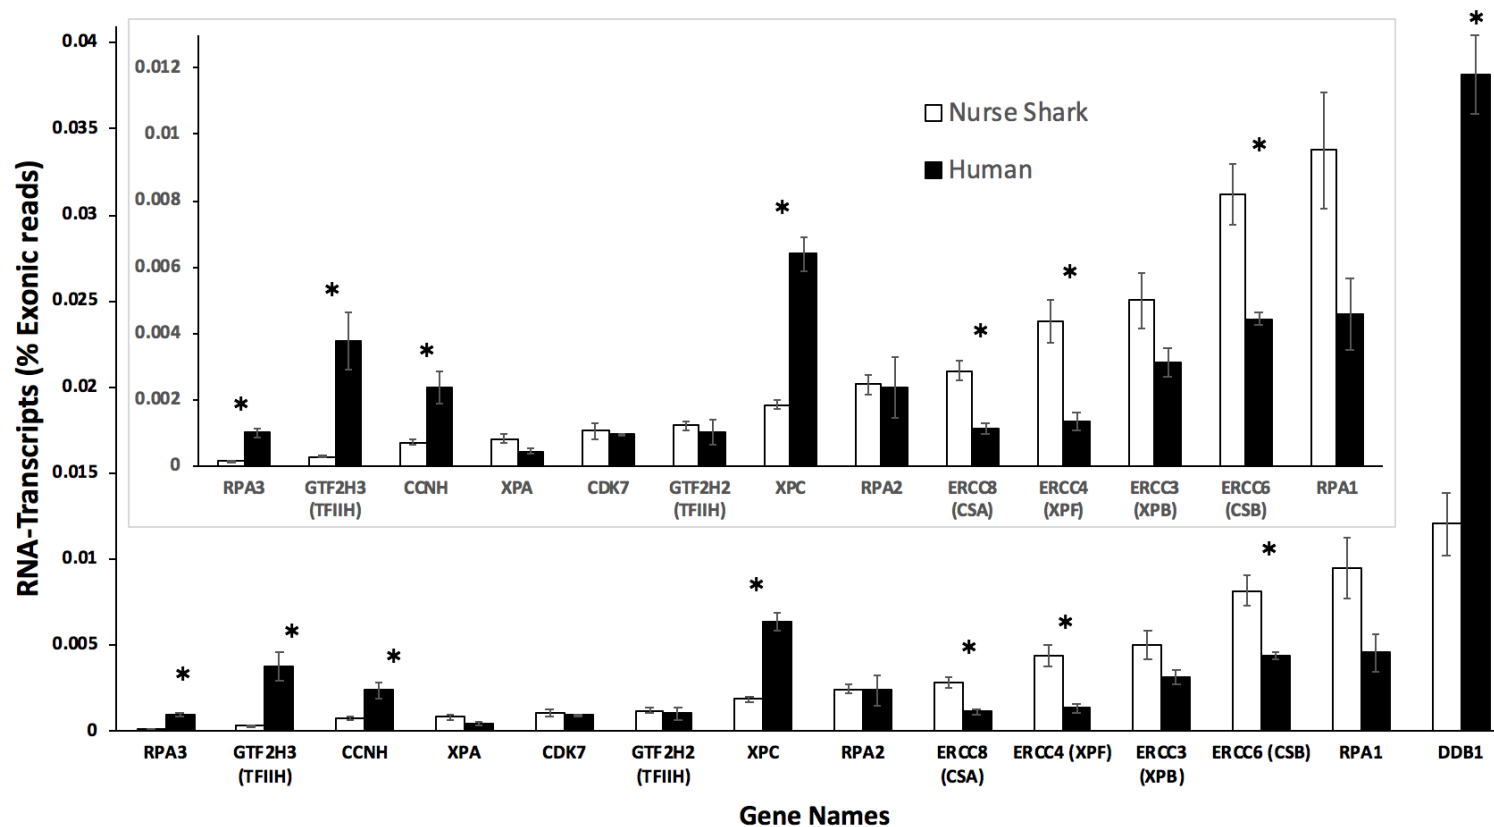 *
0.04
0.035
0.03
0.025
0.02
0.015
0.01
0.005
0
RNA-Transcripts (% Exonic reads)
0.012
0.01
0.008
0.006
0.004
0.002
0
Nurse Shark
Human
* * * * * * *
RPA3 GTF2H3 CCNH XPA CDK7 GTF2H2 XPC RPA2 ERCC8 ERCC4 ERCC3 ERCC6 RPA1
(TFIIH) (TFIIH) (CSA) (XPF) (XPB) (CSB)
* * * * * * *
RPA3 GTF2H3 CCNH XPA CDK7 GTF2H2 XPC RPA2 ERCC8 ERCC4 (XPF) ERCC3 ERCC6 (CSB) RPA1 DDB1
(TFIIH) (TFIIH) (CSA) (XPB)
Gene Names